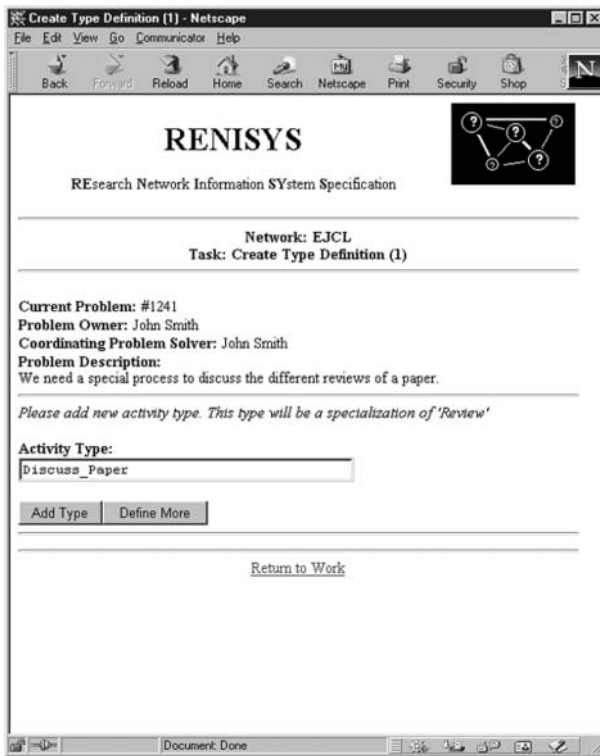 Create Type Definition (1) - Netscape
File Edit View Go Communicator Help
Back Forward Reload Home Search Netscape Print Security Shop
My
N
RENISYS
REsearch Network Information SYstem Specification
? ? ? ? ?
Network: EJCL
Task: Create Type Definition (1)
Current Problem: #1241
Problem Owner: John Smith
Coordinating Problem Solver: John Smith
Problem Description:
We need a special process to discuss the different reviews of a paper.
Please add new activity type. This type will be a specialization of 'Review'
Activity Type:
Discuss_Paper
Add Type Define More
Return to Work
Document: Done